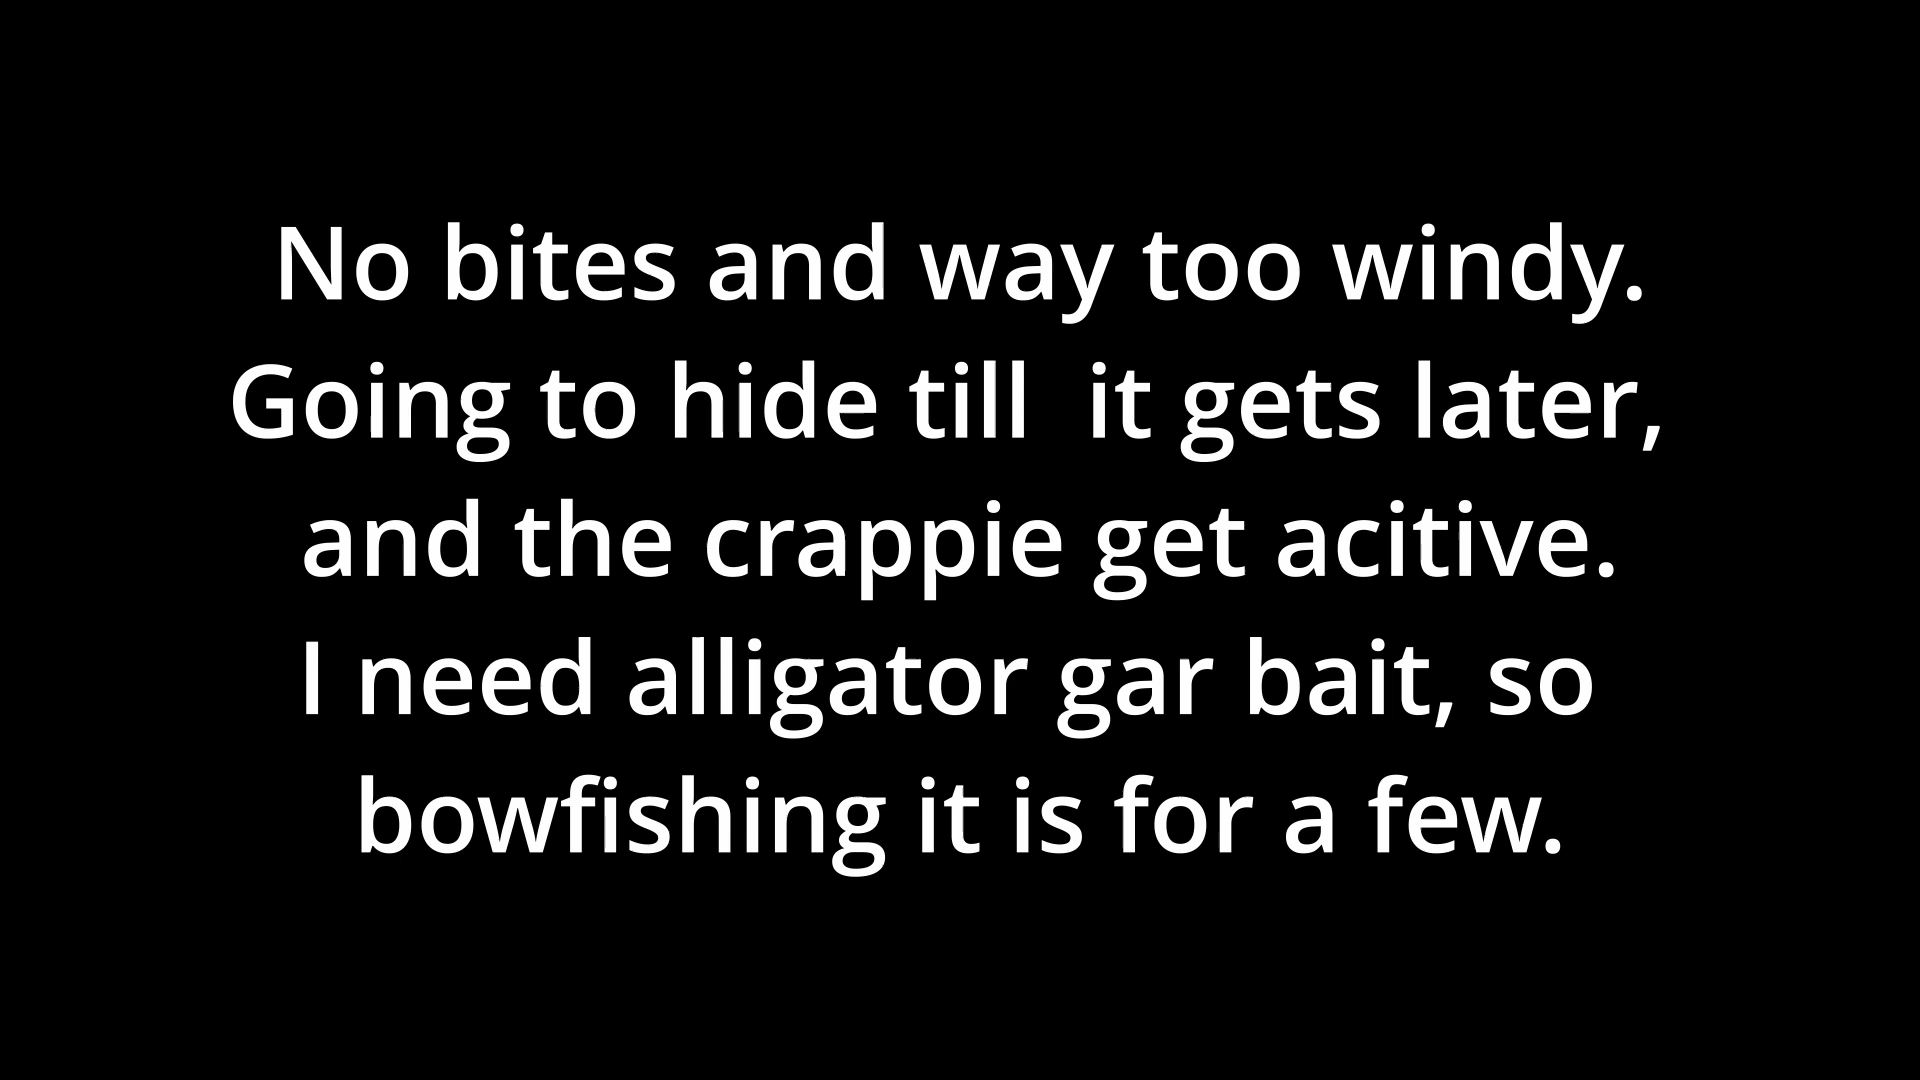 No bites and way too windy.
Going to hide till  it gets later,
and the crappie get acitive.
I need alligator gar bait, so
bowfishing it is for a few.